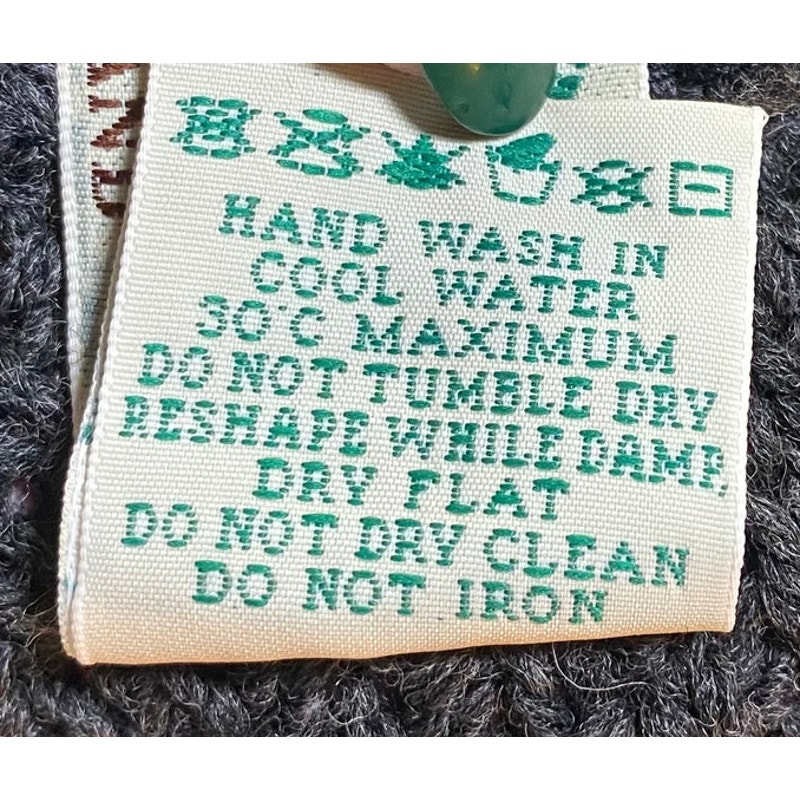 HAND WASH IN
COOL WATER
30°C MAXIMUM
DO NOT TUMBLE DRY
RESHAPE WHILE DAMP,
DRY FLAT
DO NOT DRY CLEAN
DO NOT IRON